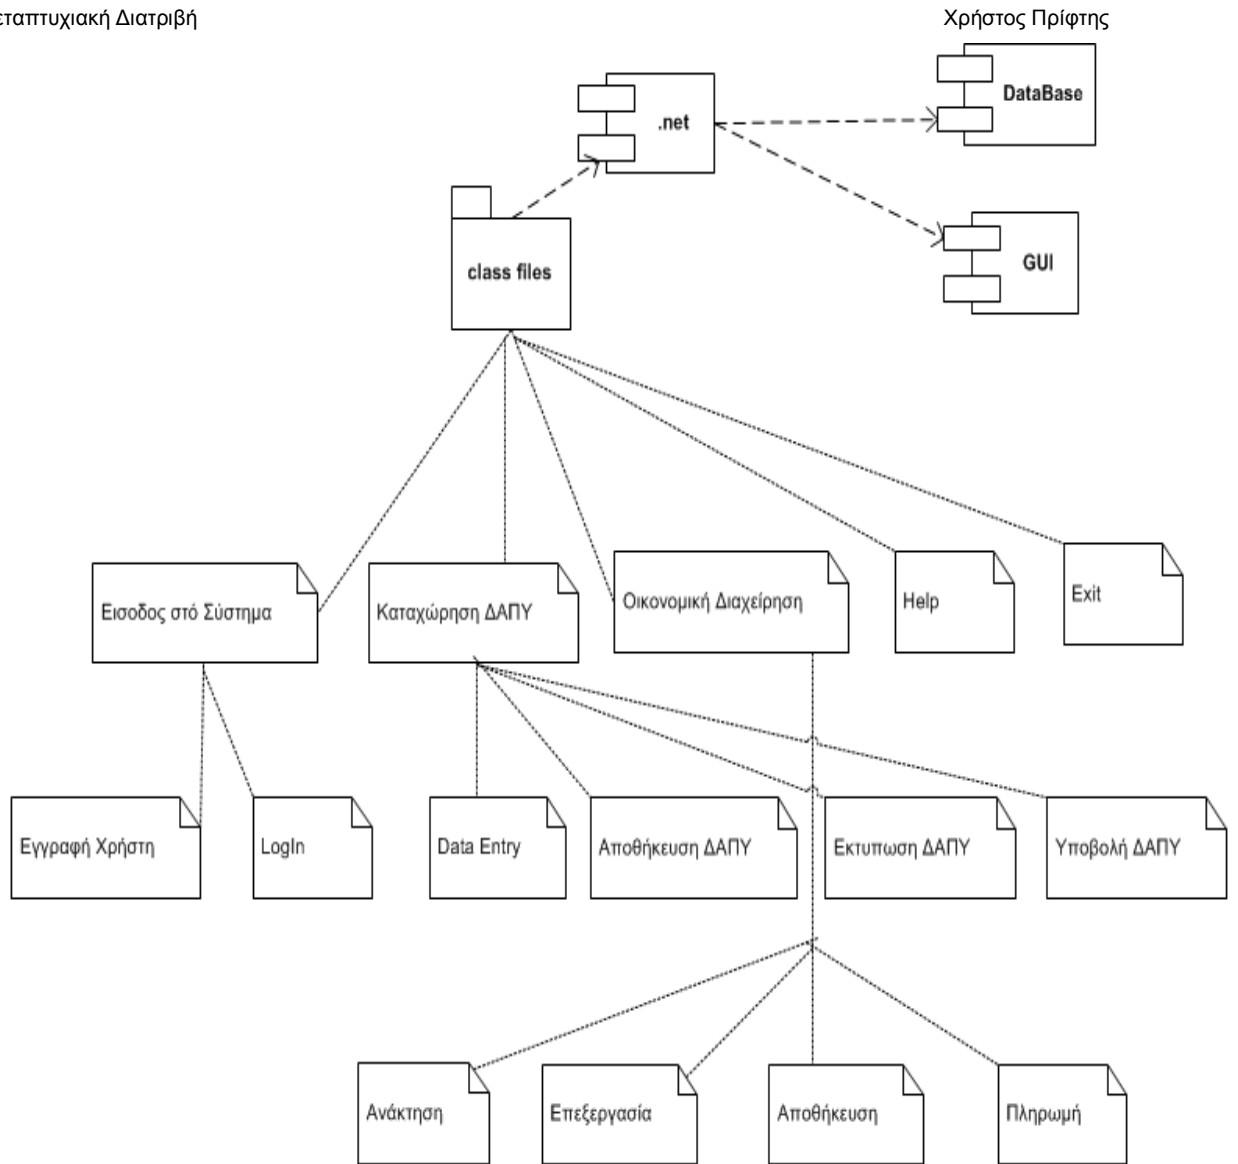 εταπτυχιακή Διατριβή
Χρήστος Πρίφτης
DataBase
.net
GUI
class files
Εισοδος στό Σύστημα
Καταχώρηση ΔΑΠΥ
Οικονομική Διαχείρηση
Help
Exit
Εγγραφή Χρήστη
LogIn
Data Entry
Αποθήκευση ΔΑΠΥ
Εκτυπωση ΔΑΠΥ
Υποβολή ΔΑΠΥ
Ανάκτηση
Επεξεργασία
Αποθήκευση
Πληρωμή